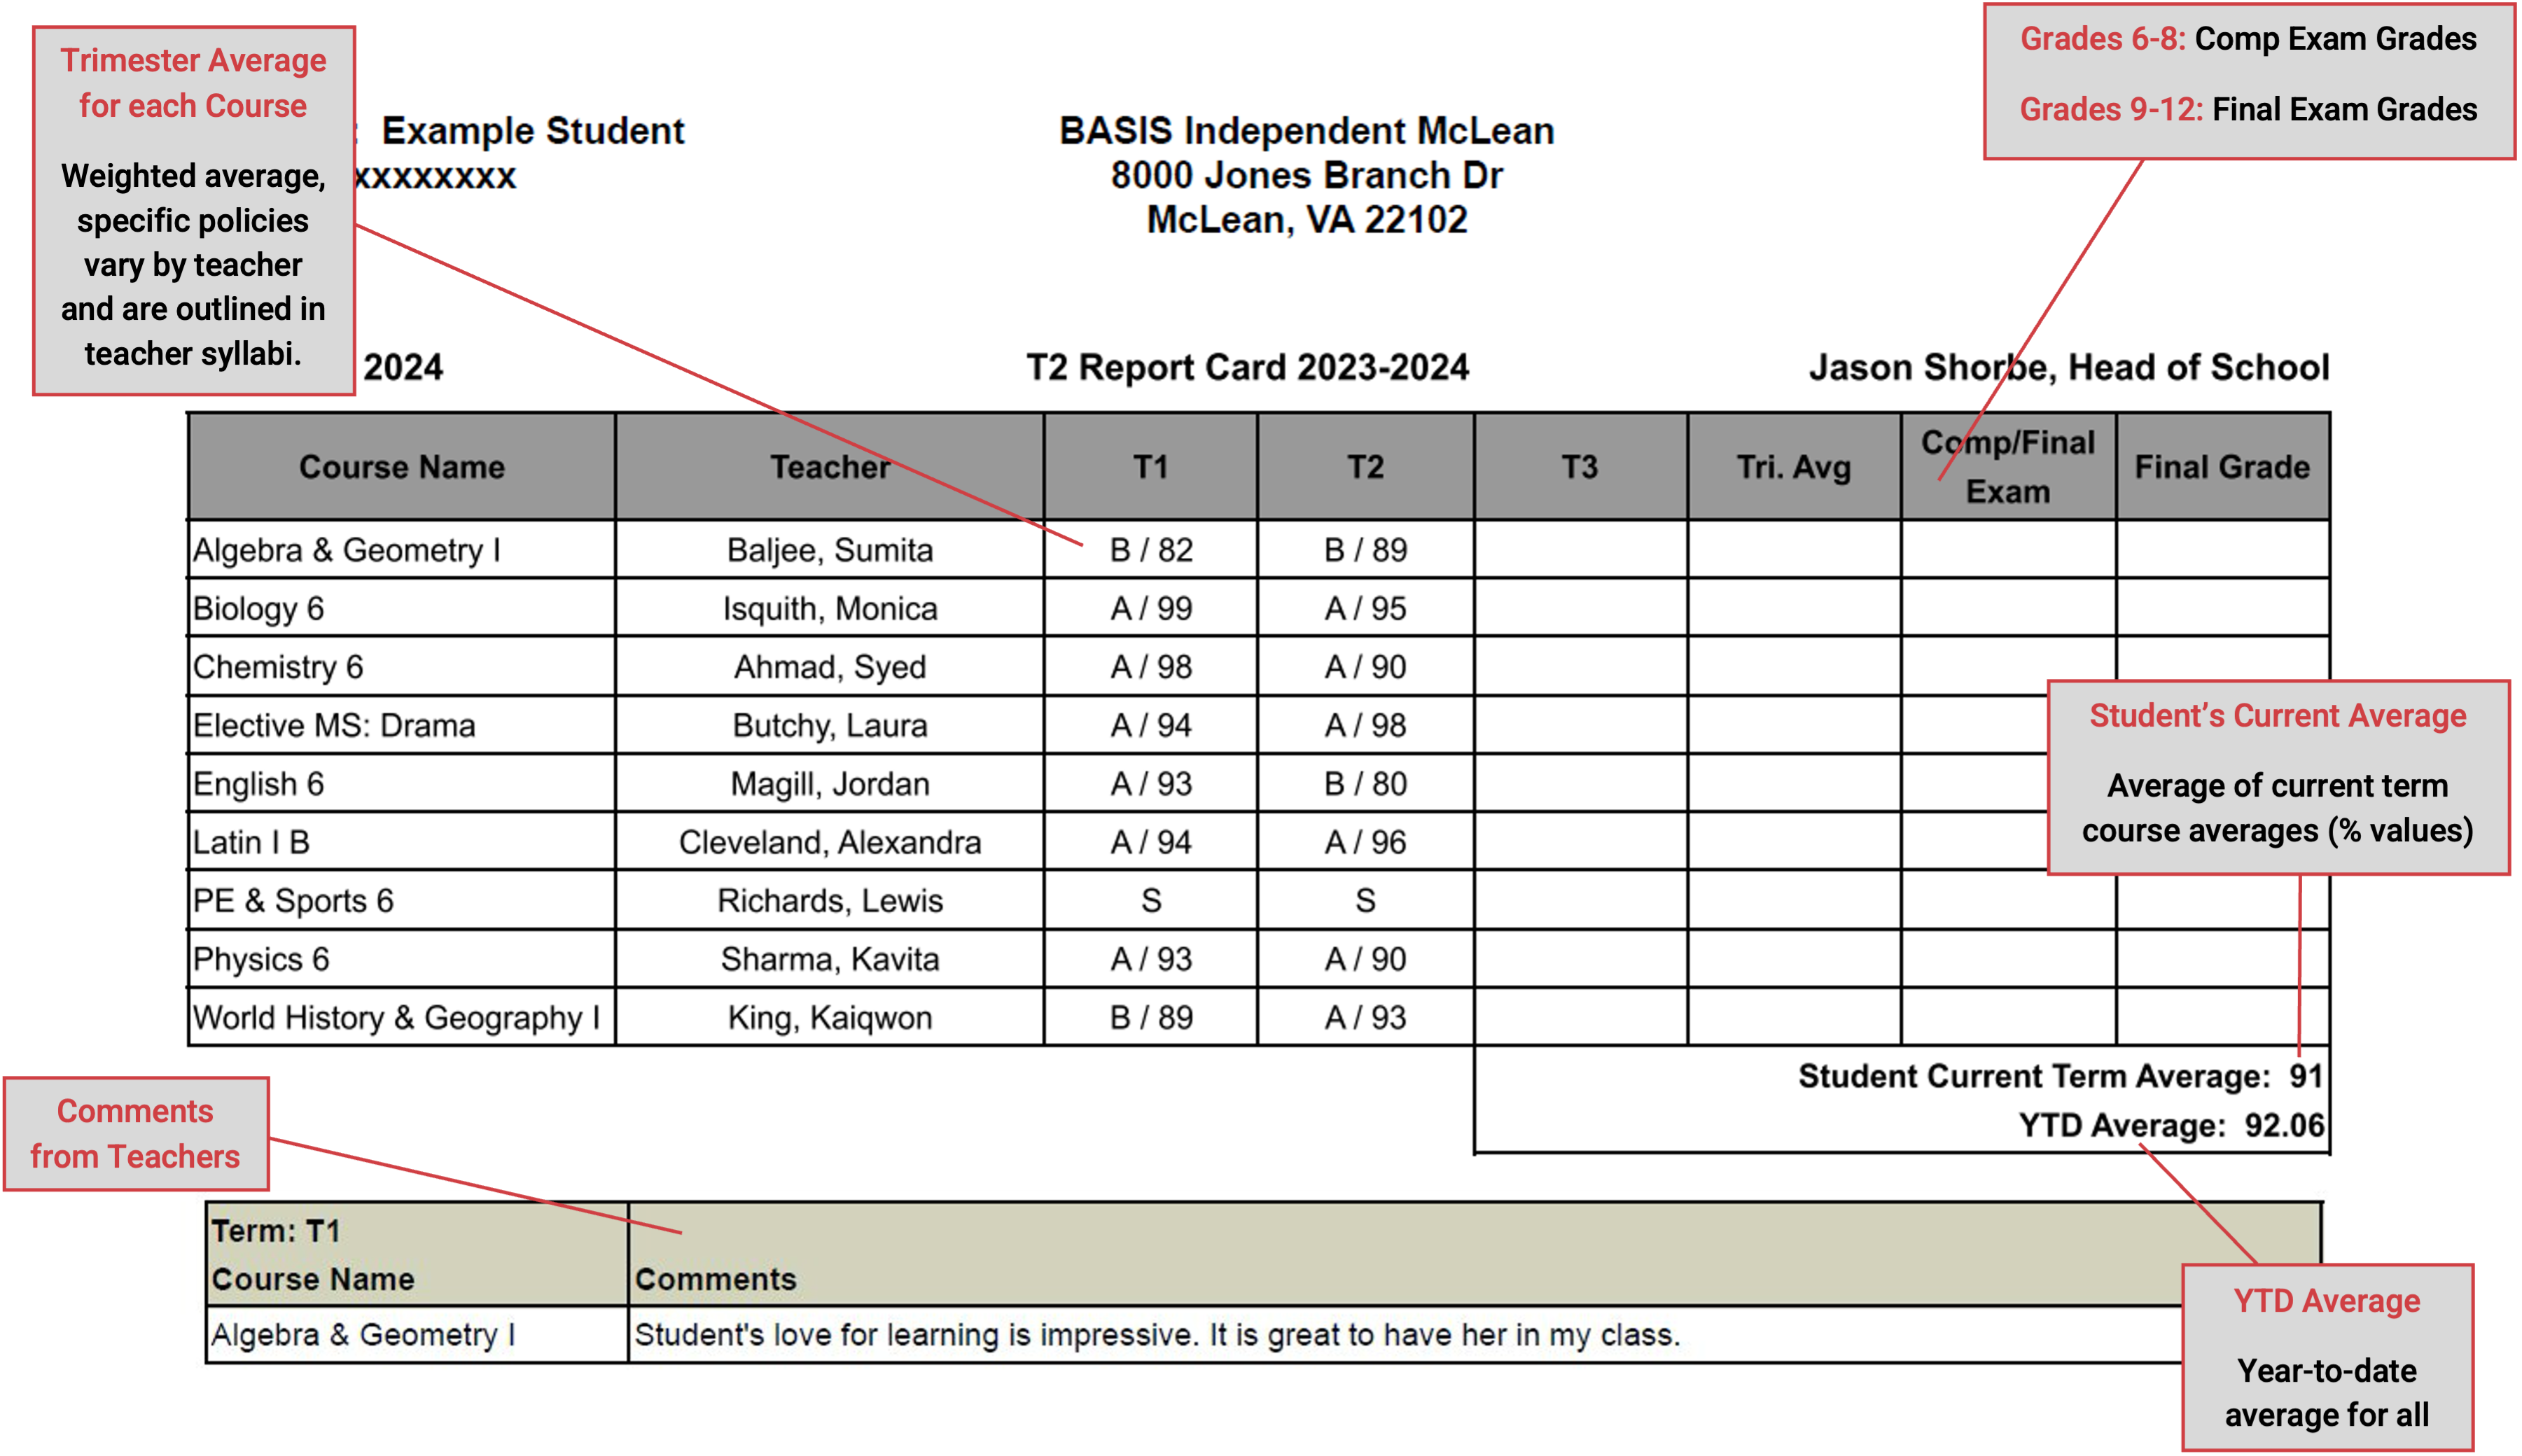 Trimester Average
for each Course
Weighted average,
specific policies
vary by teacher
and are outlined in
teacher syllabi.
Grades 6-8: Comp Exam Grades
Grades 9-12: Final Exam Grades
: Example Student
xxxxxxxx
BASIS Independent McLean
8000 Jones Branch Dr
McLean, VA 22102
2024 T2 Report Card 2023-2024 Jason Shorbe, Head of School
Course Name Teacher T1 T2 T3 Tri. Avg Comp/Final Exam Final Grade
Algebra & Geometry I Baljee, Sumita B / 82 B / 89
Biology 6 Isquith, Monica A / 99 A / 95
Chemistry 6 Ahmad, Syed A / 98 A / 90
Elective MS: Drama Butchy, Laura A / 94 A / 98
English 6 Magill, Jordan A / 93 B / 80
Latin I B Cleveland, Alexandra A / 94 A / 96
PE & Sports 6 Richards, Lewis S S
Physics 6 Sharma, Kavita A / 93 A / 90
World History & Geography I King, Kaiqwon B / 89 A / 93
Student's Current Average
Average of current term
course averages (% values)
Student Current Term Average: 91
YTD Average: 92.06
Comments
from Teachers
Term: T1
Course Name Comments
Algebra & Geometry I Student's love for learning is impressive. It is great to have her in my class.
YTD Average
Year-to-date
average for all